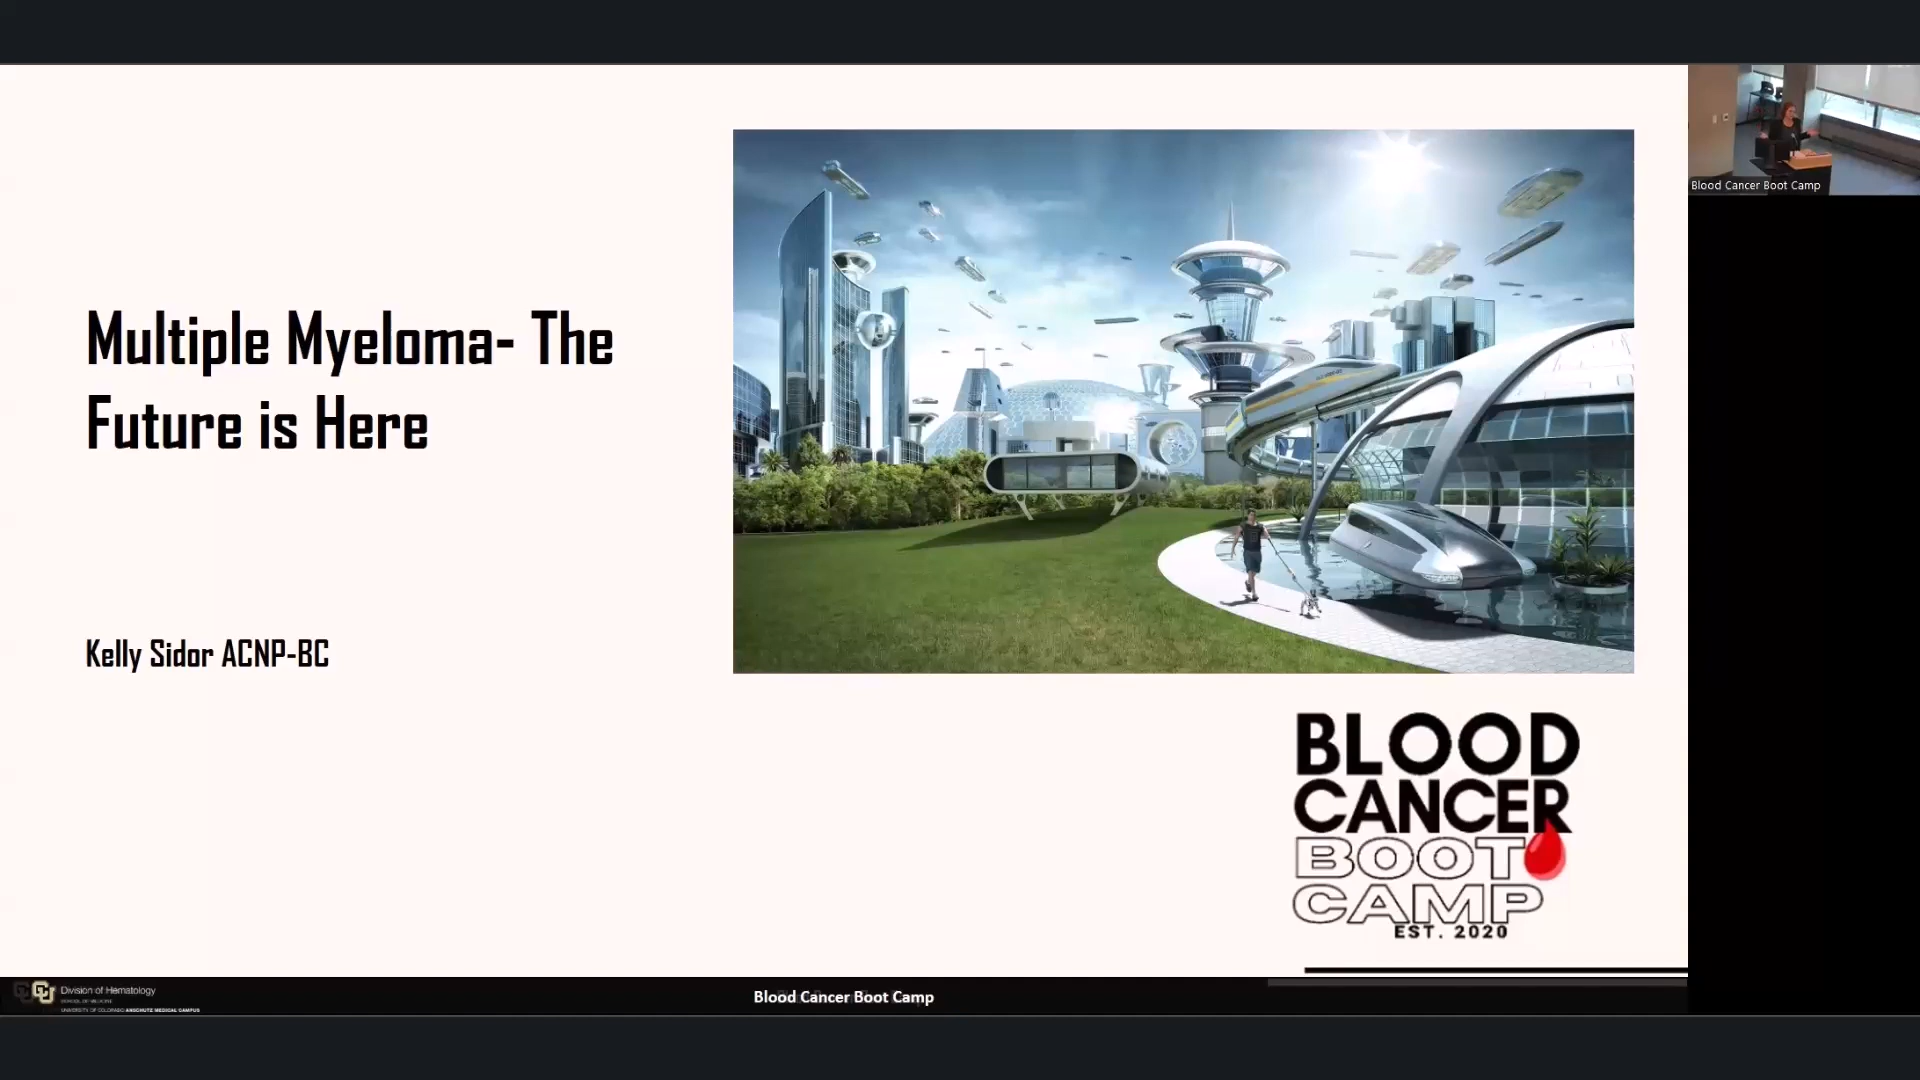 Multiple Myeloma- The
Future is Here
Kelly Sidor ACNP-BC
BLOOD
CANCER
BOOT
CAMP
EST. 2020
Blood Cancer Boot Camp
Division of Hematology
SCHOOL OF MEDICINE
UNIVERSITY OF COLORADO ANSCHUTZ MEDICAL CAMPUS
Blood Cancer Boot Camp